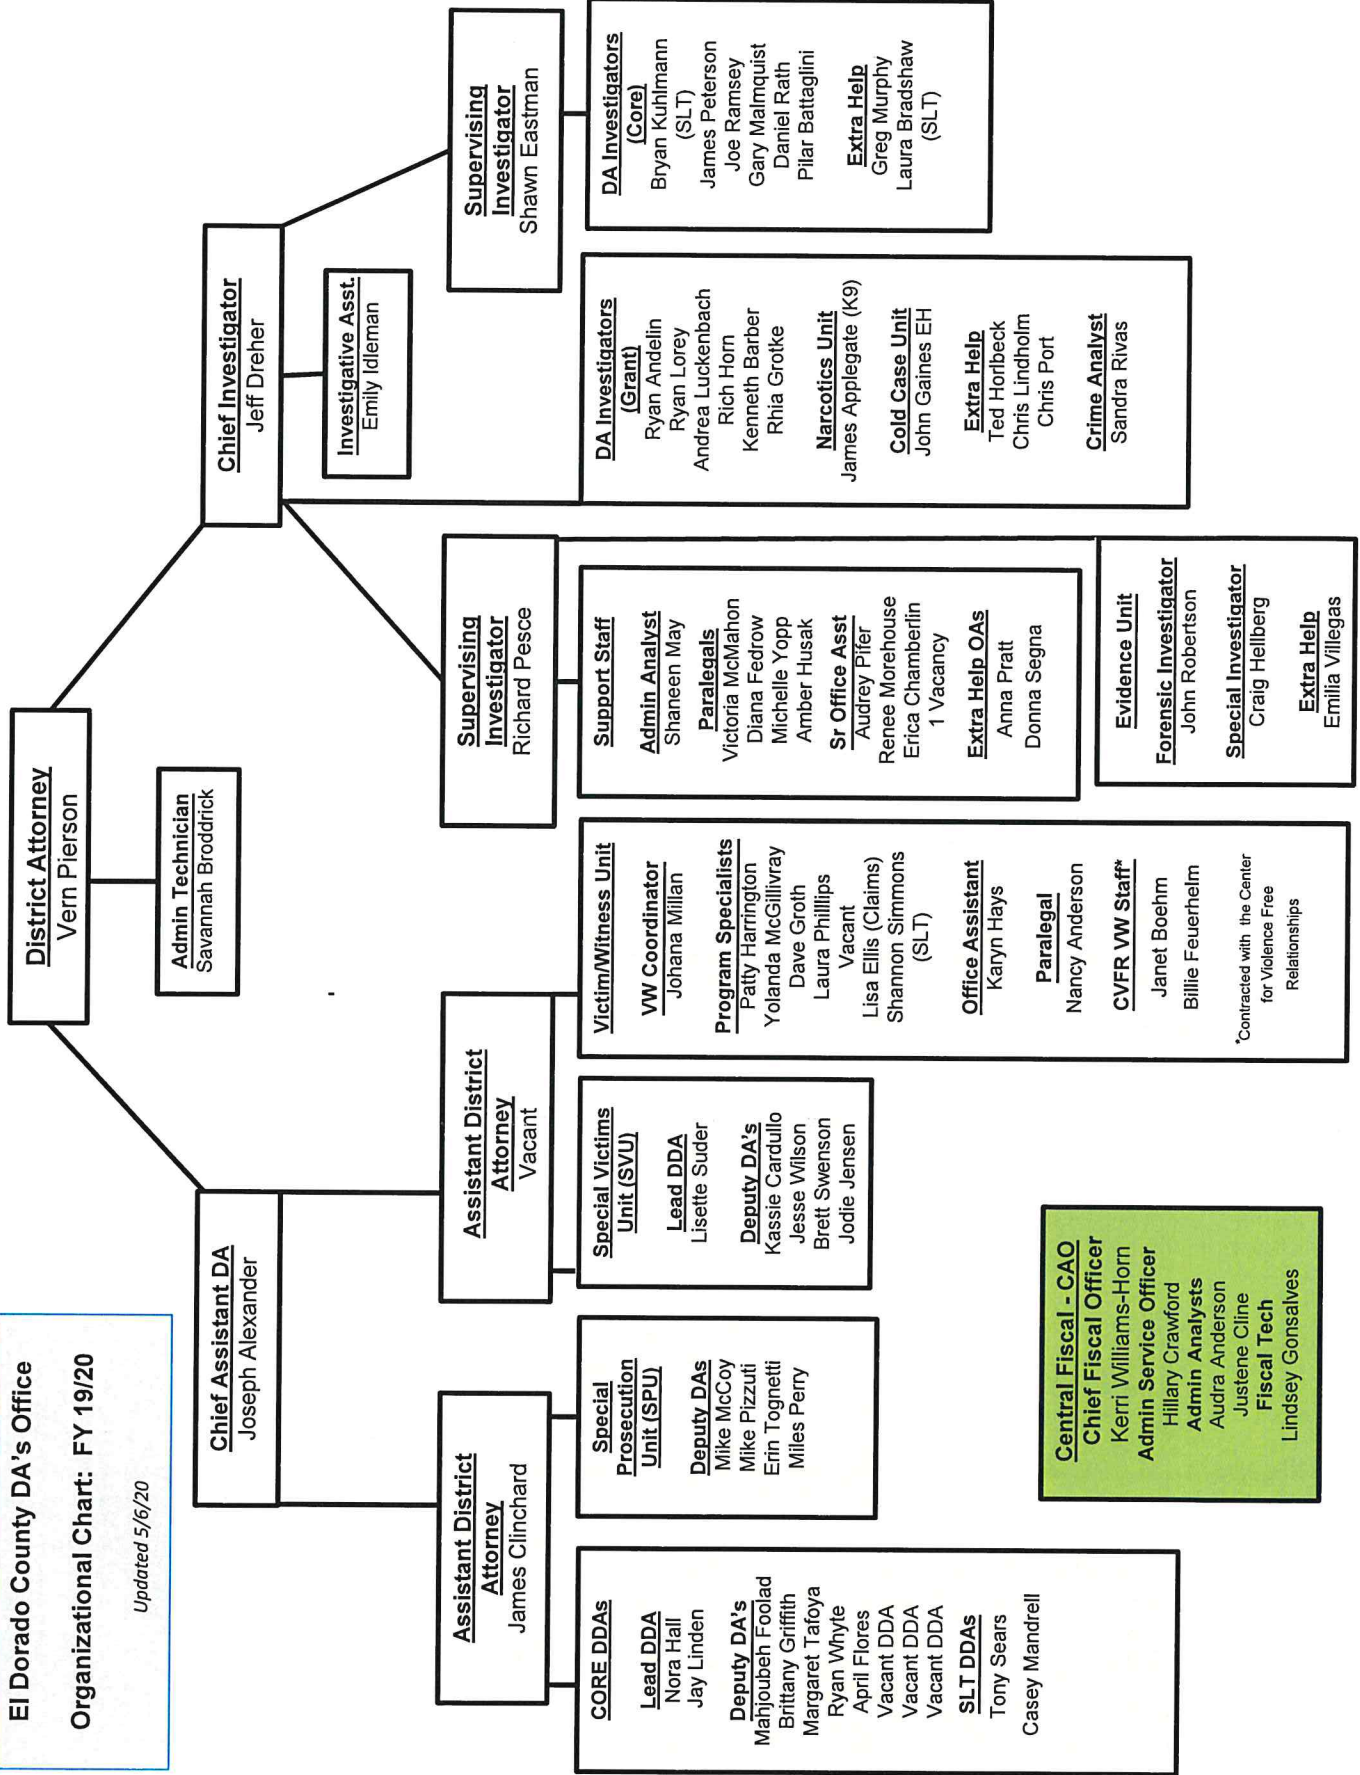 El Dorado County DA's Office
Organizational Chart: FY 19/20
Updated 5/6/20
District Attorney
Vern Pierson
Admin Technician
Savannah Broddrick
Chief Assistant DA
Joseph Alexander
Chief Investigator
Jeff Dreher
Investigative Asst.
Emily Idleman
Assistant District
Attorney
James Clinchard
Assistant District
Attorney
Vacant
Supervising
Investigator
Richard Pesce
Supervising
Investigator
Shawn Eastman
CORE DDAs
Lead DDA
Nora Hall
Jay Linden
Deputy DA's
Mahjoubeh Foolad
Brittany Griffith
Margaret Tafoya
Ryan Whyte
April Flores
Vacant DDA
Vacant DDA
Vacant DDA
SLT DDAs
Tony Sears
Casey Mandrell
Special
Prosecution
Unit (SPU)
Deputy DAs
Mike McCoy
Mike Pizzuti
Erin Tognetti
Miles Perry
Special Victims
Unit (SVU)
Lead DDA
Lisette Suder
Deputy DA's
Kassie Cardullo
Jesse Wilson
Brett Swenson
Jodie Jensen
Victim/Witness Unit
VW Coordinator
Johana Millan
Program Specialists
Patty Harrington
Yolanda McGillivray
Dave Groth
Laura Philllips
Vacant
Lisa Ellis (Claims)
Shannon Simmons
(SLT)
Office Assistant
Karyn Hays
Paralegal
Nancy Anderson
CVFR VW Staff*
Janet Boehm
Billie Feuerhelm
*Contracted with the Center
for Violence Free
Relationships
Support Staff
Admin Analyst
Shaneen May
Paralegals
Victoria McMahon
Diana Fedrow
Michelle Yopp
Amber Husak
Sr Office Asst
Audrey Pifer
Renee Morehouse
Erica Chamberlin
1 Vacancy
Extra Help OAs
Anna Pratt
Donna Segna
Evidence Unit
Forensic Investigator
John Robertson
Special Investigator
Craig Hellberg
Extra Help
Emilia Villegas
DA Investigators
(Grant)
Ryan Andelin
Ryan Lorey
Andrea Luckenbach
Rich Horn
Kenneth Barber
Rhia Grotke
Narcotics Unit
James Applegate (K9)
Cold Case Unit
John Gaines EH
Extra Help
Ted Horlbeck
Chris Lindholm
Chris Port
Crime Analyst
Sandra Rivas
DA Investigators
(Core)
Bryan Kuhlmann
(SLT)
James Peterson
Joe Ramsey
Gary Malmquist
Daniel Rath
Pilar Battaglini
Extra Help
Greg Murphy
Laura Bradshaw
(SLT)
Central Fiscal - CAO
Chief Fiscal Officer
Kerri Williams-Horn
Admin Service Officer
Hillary Crawford
Admin Analysts
Audra Anderson
Justene Cline
Fiscal Tech
Lindsey Gonsalves